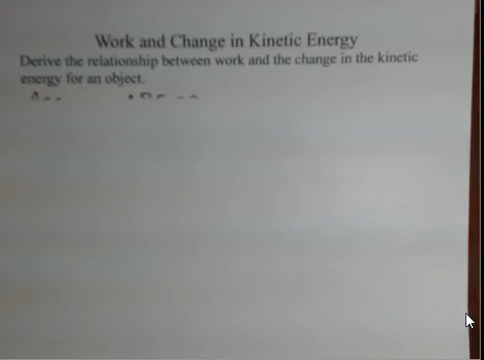 Work and Change in Kinetic Energy
Derive the relationship between work and the change in the kinetic
energy for an object.